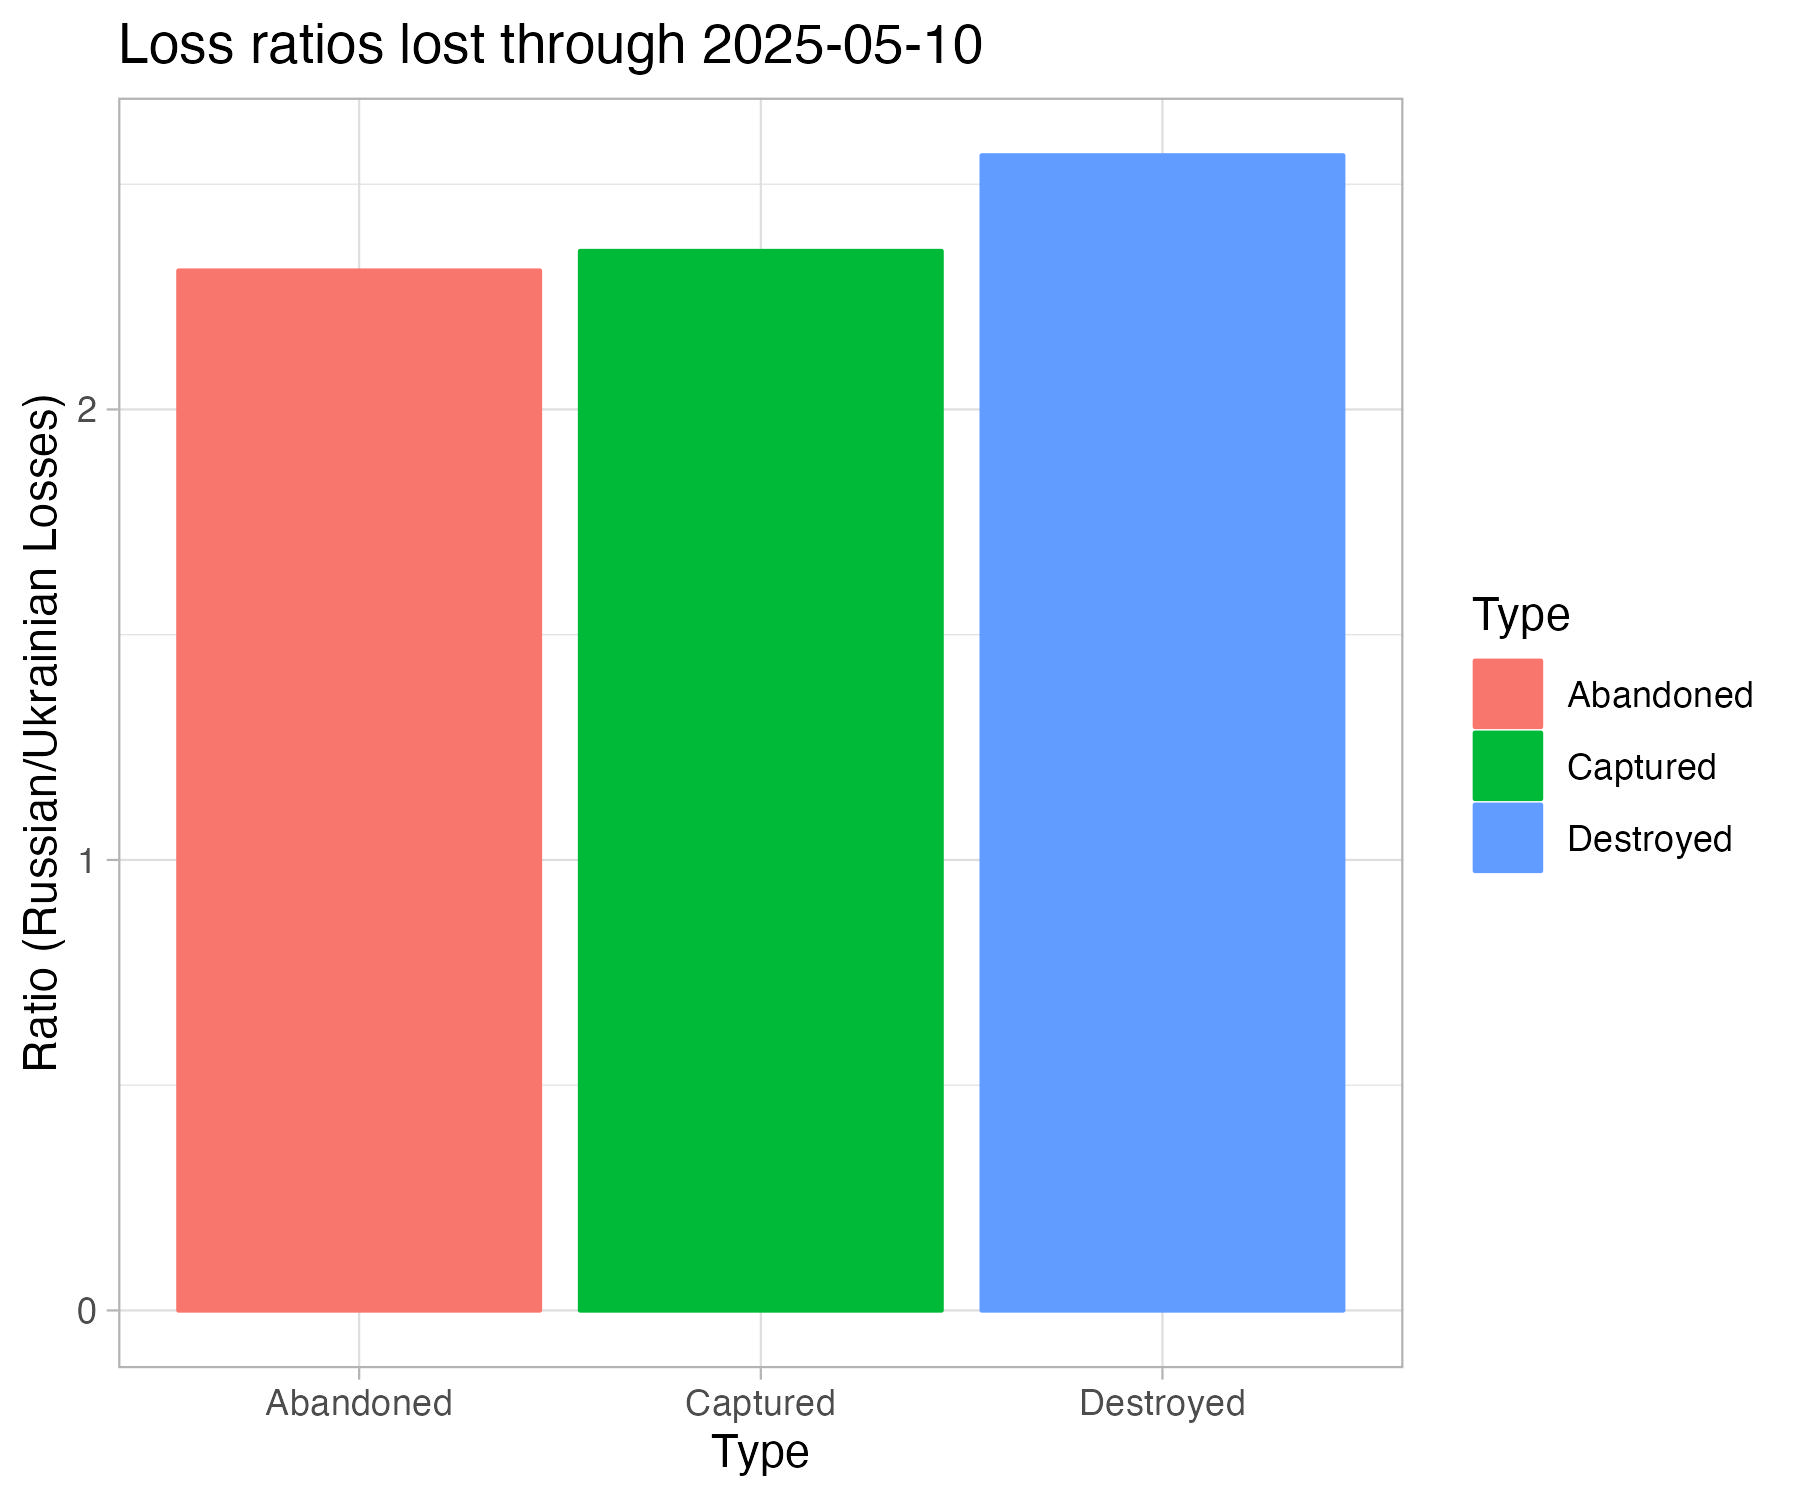 Loss ratios lost through 2025-05-10
Ratio (Russian/Ukrainian Losses)
2
1
0
Abandoned
Captured
Destroyed
Type
Type
Abandoned
Captured
Destroyed